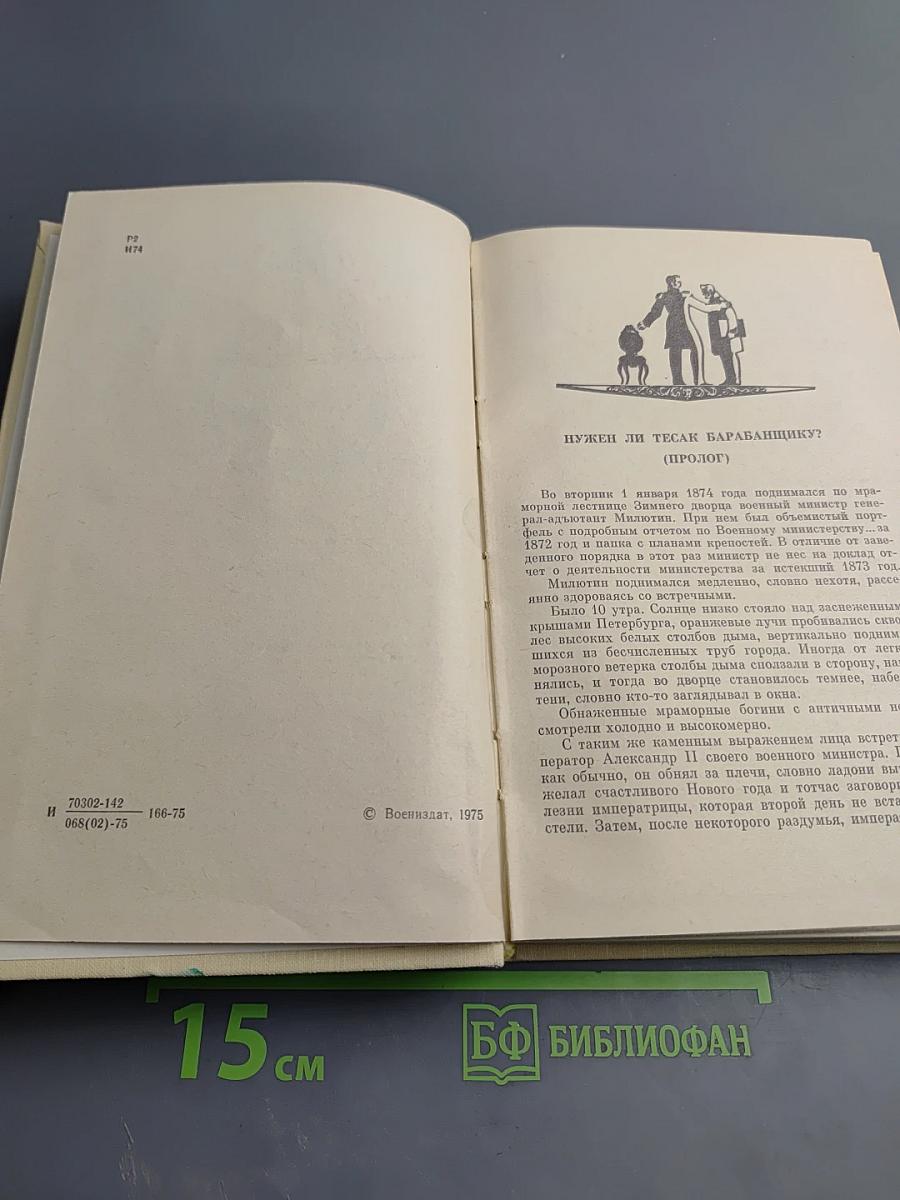 Р2
И74
И 70302-142 166-75
068(02)-75
© Воениздат, 1975
НУЖЕН ЛИ ТЕСАК БАРАБАНЩИКУ?
(ПРОЛОГ)
Во вторник 1 января 1874 года поднимался по мра-
морной лестнице Зимнего дворца военный министр гене-
рал-адъютант Милютин. При нем был объемистый порт-
фель с подробным отчетом по Военному министерству... за
1872 год и папка с планами крепостей. В отличие от заве-
денного порядка в этот раз министр не нес на доклад от-
чет о деятельности министерства за истекший 1873 год.
Милютин поднимался медленно, словно нехотя, рассе-
янно здороваясь со встречными.
Было 10 утра. Солнце низко стояло над заснеженным
крышами Петербурга, оранжевые лучи пробивались скво
лес высоких белых столбов дыма, вертикально подним
шихся из бесчисленных труб города. Иногда от легк
морозного ветерка столбы дыма сползали в сторону, на
нялись, и тогда во дворце становилось темнее, набе
тени, словно кто-то заглядывал в окна.
Обнаженные мраморные богини с античными но
смотрели холодно и высокомерно.
С таким же каменным выражением лица встрет
ператор Александр II своего военного министра.
как обычно, он обнял за плечи, словно ладони выт
желал счастливого Нового года и тотчас заговори
лезни императрицы, которая второй день не вста
стели. Затем, после некоторого раздумья, импера
15 см
БФ БИБЛИОФАН